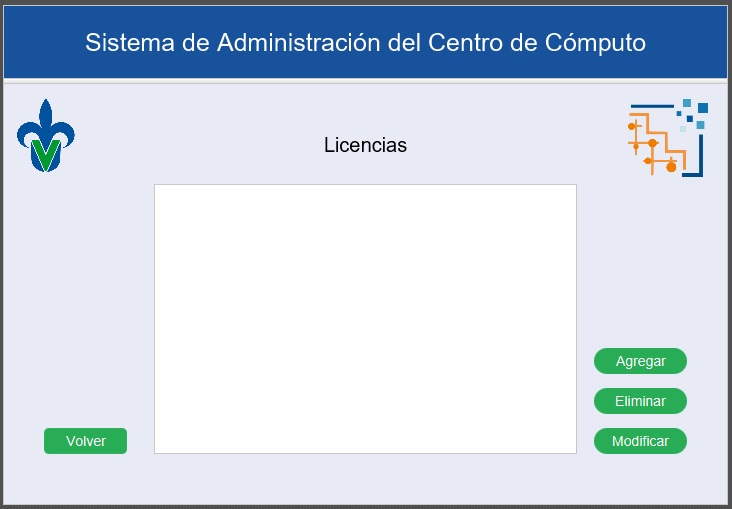 Sistema de Administración del Centro de Cómputo
Licencias
Agregar
Eliminar
Volver
Modificar